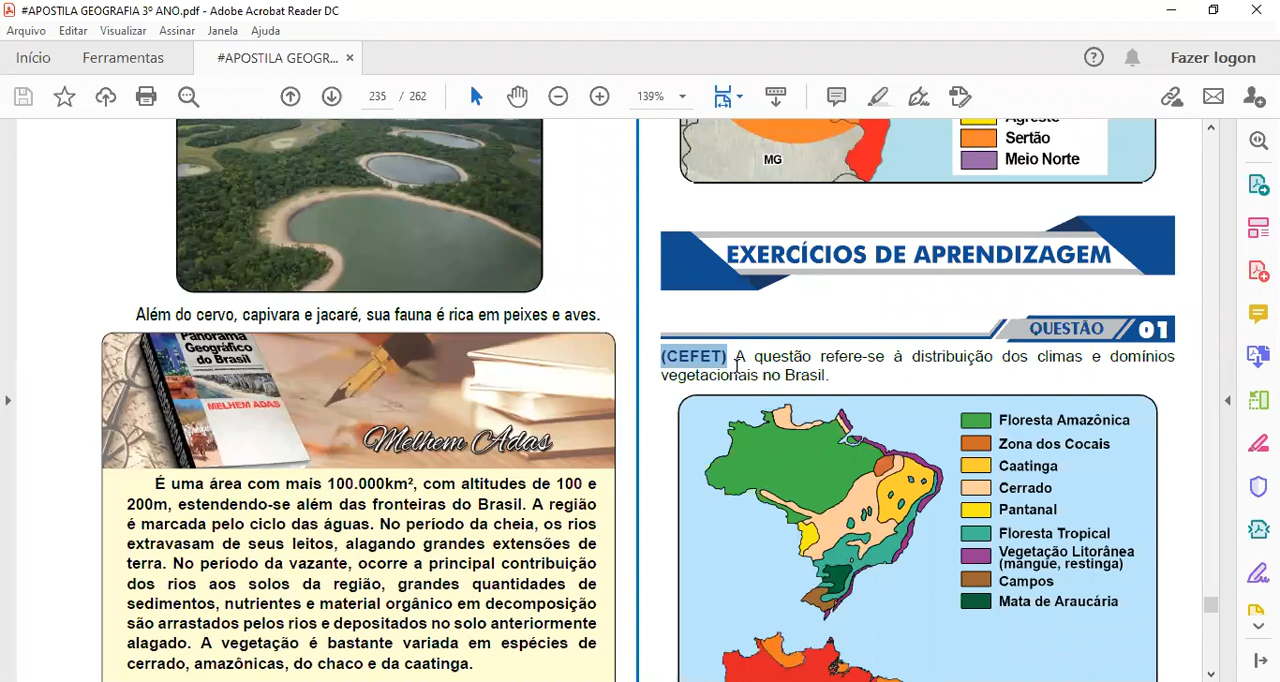 #APOSTILA GEOGRAFIA 3º ANO.pdf - Adobe Acrobat Reader DC
Arquivo Editar Visualizar Assinar Janela Ajuda
Início Ferramentas #APOSTILA GEOGR... × Fazer logon
235 / 262 139%
Além do cervo, capivara e jacaré, sua fauna é rica em peixes e aves.
Panorama
Geográfico
do Brasil
MELHEM ADAS
Melhem Adas
É uma área com mais 100.000km², com altitudes de 100 e
200m, estendendo-se além das fronteiras do Brasil. A região
é marcada pelo ciclo das águas. No período da cheia, os rios
extravasam de seus leitos, alagando grandes extensões de
terra. No período da vazante, ocorre a principal contribuição
dos rios aos solos da região, grandes quantidades de
sedimentos, nutrientes e material orgânico em decomposição
são arrastados pelos rios e depositados no solo anteriormente
alagado. A vegetação é bastante variada em espécies de
cerrado, amazônicas, do chaco e da caatinga.
Agreste
Sertão
Meio Norte
MG
EXERCÍCIOS DE APRENDIZAGEM
QUESTÃO 01
(CEFET) A questão refere-se à distribuição dos climas e domínios
vegetacionais no Brasil.
Floresta Amazônica
Zona dos Cocais
Caatinga
Cerrado
Pantanal
Floresta Tropical
Vegetação Litorânea
(mangue, restinga)
Campos
Mata de Araucária